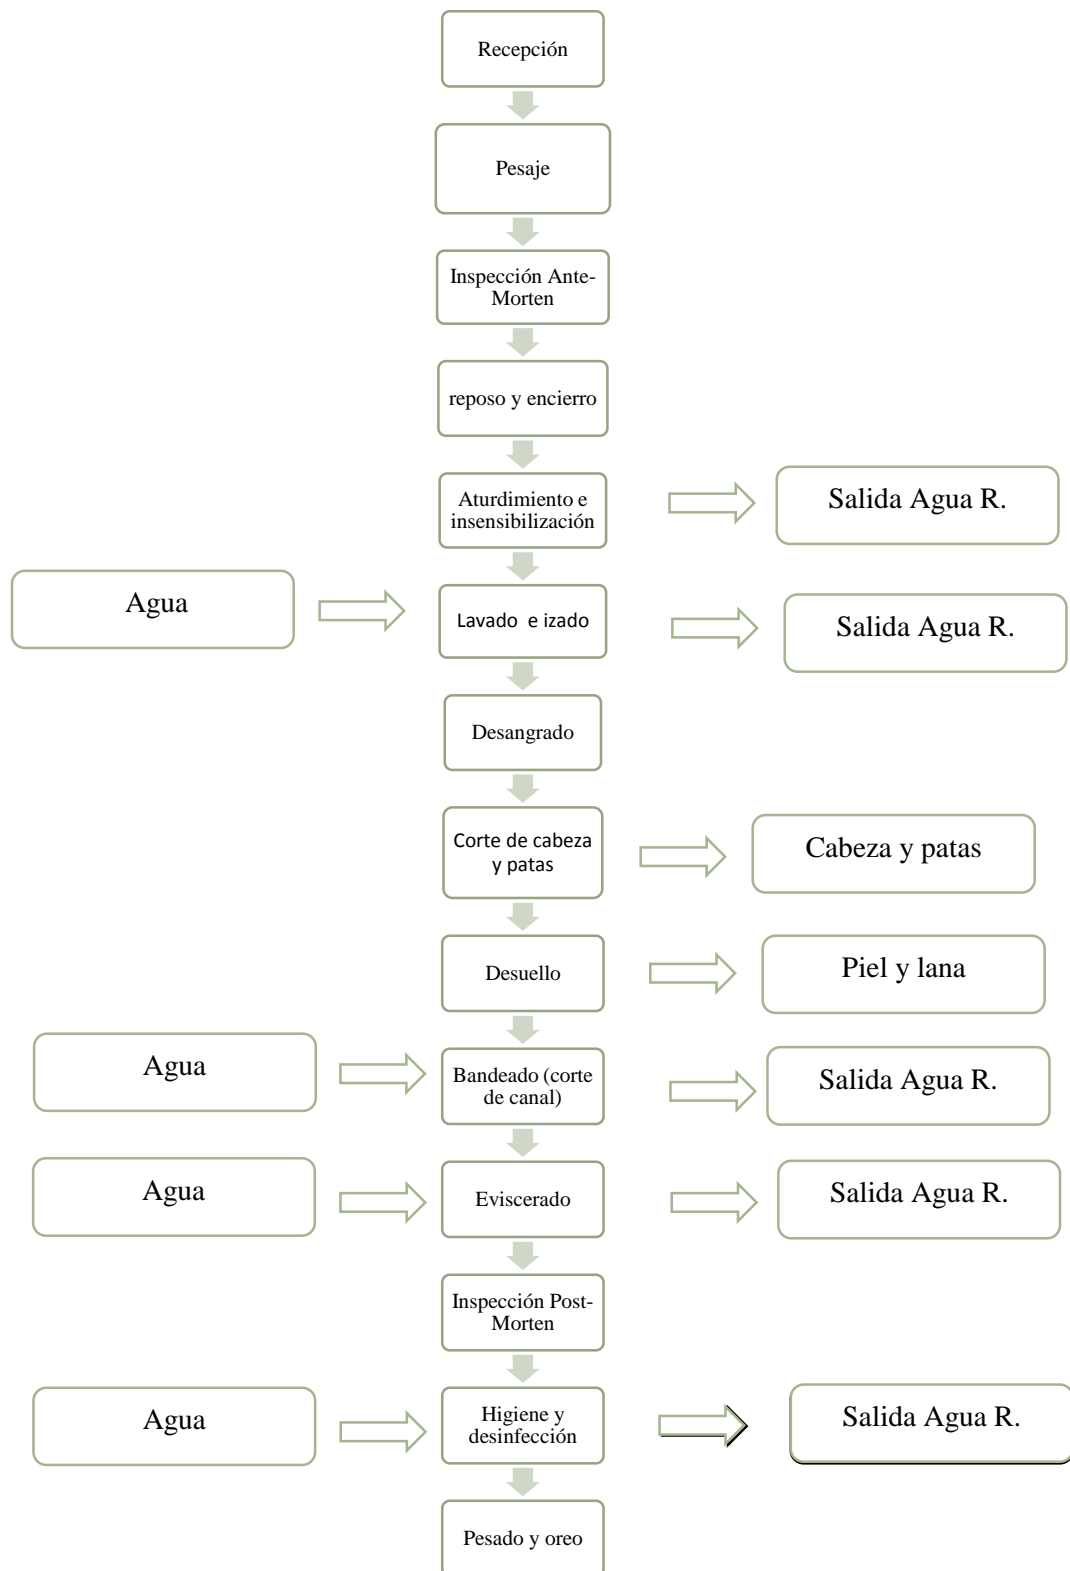 Recepción
Pesaje
Inspección Ante-
Morten
reposo y encierro
Aturdimiento e
insensibilización
Salida Agua R.
Agua
Lavado e izado
Salida Agua R.
Desangrado
Corte de cabeza
y patas
Cabeza y patas
Desuello
Piel y lana
Agua
Bandeado (corte
de canal)
Salida Agua R.
Agua
Eviscerado
Salida Agua R.
Inspección Post-
Morten
Agua
Higiene y
desinfección
Salida Agua R.
Pesado y oreo